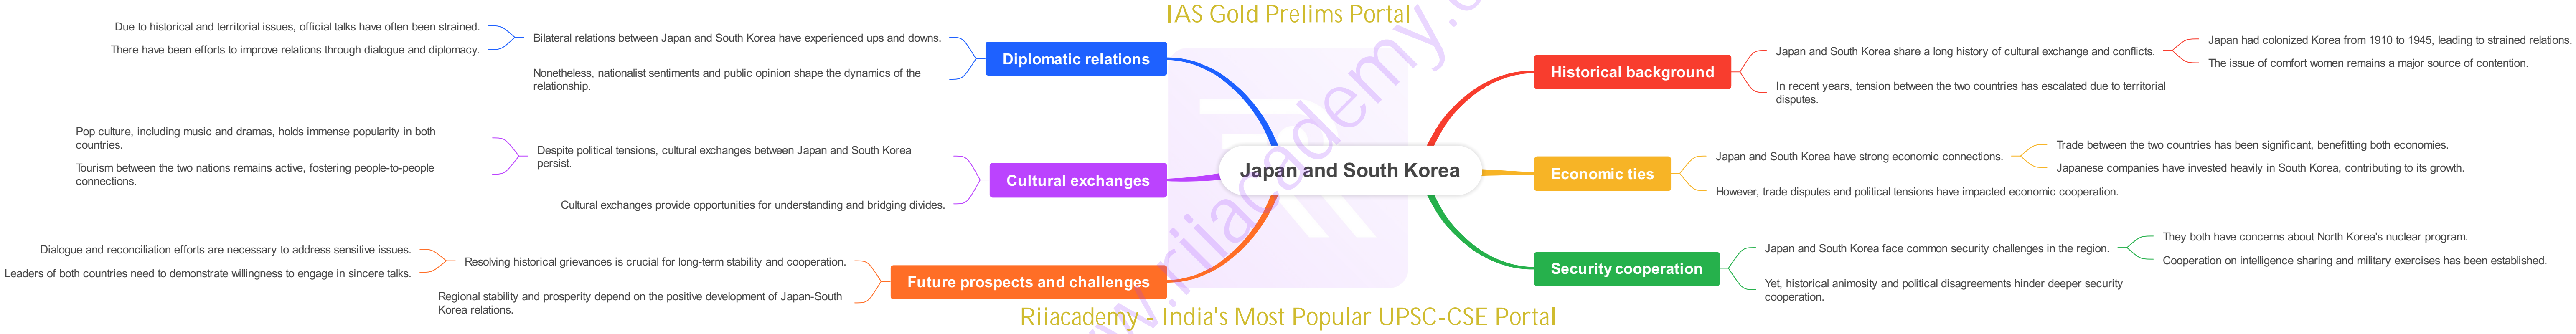 IAS Gold Prelims Portal
Japan and South Korea
Historical background
Japan and South Korea share a long history of cultural exchange and conflicts.
Japan had colonized Korea from 1910 to 1945, leading to strained relations.
The issue of comfort women remains a major source of contention.
In recent years, tension between the two countries has escalated due to territorial
disputes.
Economic ties
Japan and South Korea have strong economic connections.
Trade between the two countries has been significant, benefitting both economies.
Japanese companies have invested heavily in South Korea, contributing to its growth.
However, trade disputes and political tensions have impacted economic cooperation.
Security cooperation
Japan and South Korea face common security challenges in the region.
They both have concerns about North Korea's nuclear program.
Cooperation on intelligence sharing and military exercises has been established.
Yet, historical animosity and political disagreements hinder deeper security
cooperation.
Diplomatic relations
Bilateral relations between Japan and South Korea have experienced ups and downs.
Due to historical and territorial issues, official talks have often been strained.
There have been efforts to improve relations through dialogue and diplomacy.
Nonetheless, nationalist sentiments and public opinion shape the dynamics of the
relationship.
Cultural exchanges
Despite political tensions, cultural exchanges between Japan and South Korea
persist.
Pop culture, including music and dramas, holds immense popularity in both
countries.
Tourism between the two nations remains active, fostering people-to-people
connections.
Cultural exchanges provide opportunities for understanding and bridging divides.
Future prospects and challenges
Resolving historical grievances is crucial for long-term stability and cooperation.
Dialogue and reconciliation efforts are necessary to address sensitive issues.
Leaders of both countries need to demonstrate willingness to engage in sincere talks.
Regional stability and prosperity depend on the positive development of Japan-South
Korea relations.
Riiacademy - India's Most Popular UPSC-CSE Portal